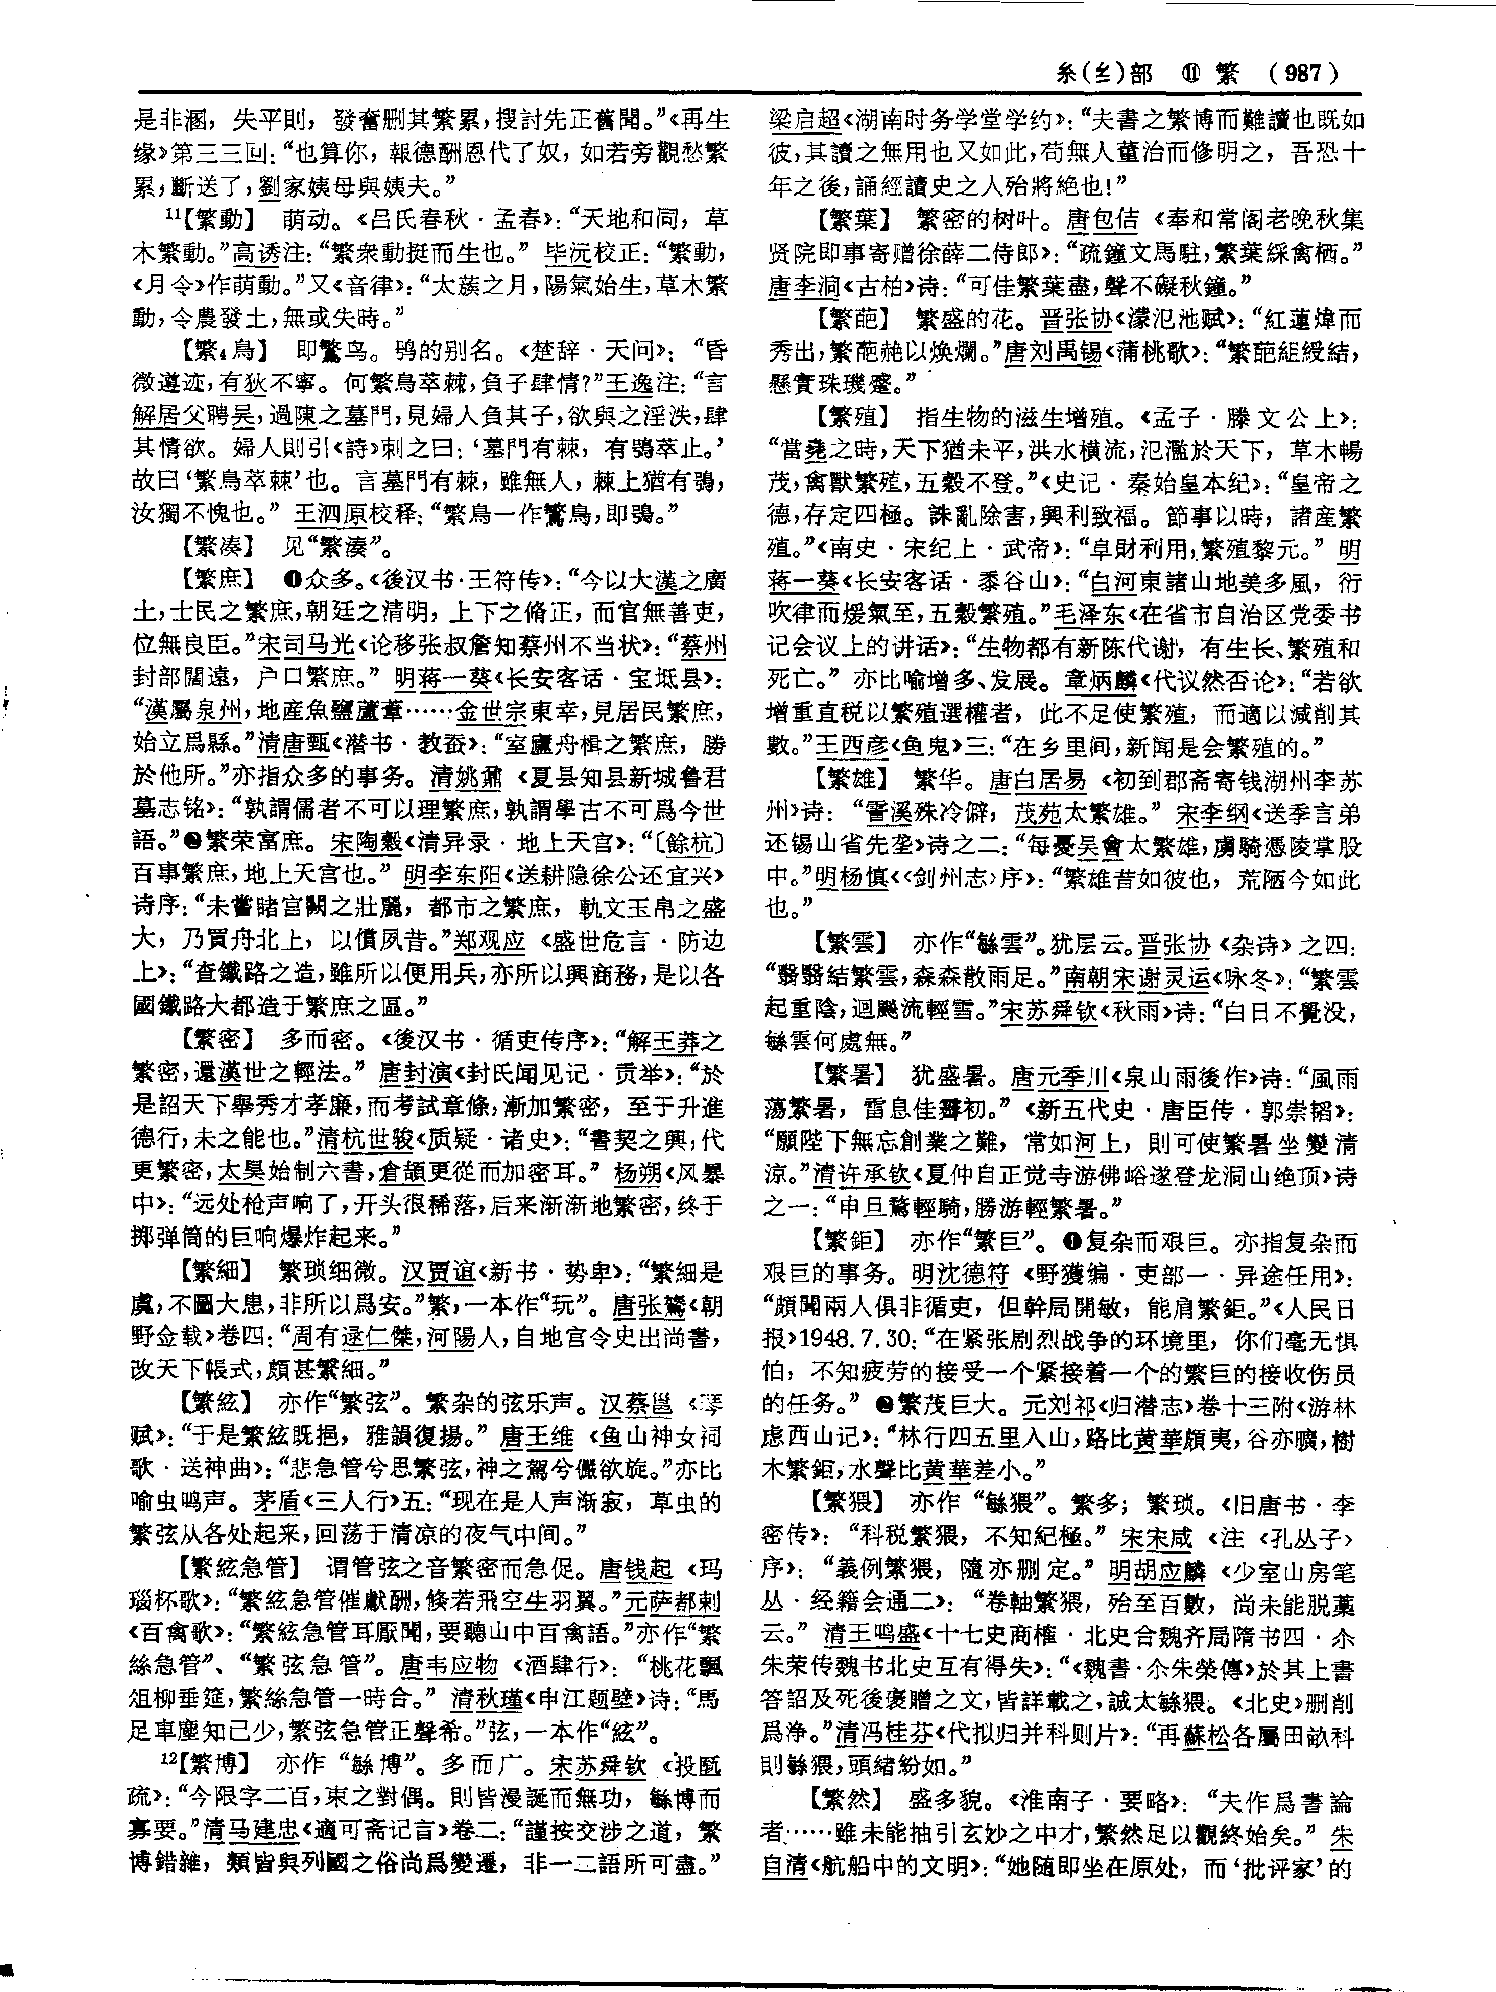 糸(纟)部　⑪　繁　(987)
是非溷，失平則，發奮删其繁累，搜討先正舊聞。”《再生
缘》第三三回：“也算你，報德酬恩代了奴，如若旁觀愁繁
累，斷送了，劉家姨母與姨夫。”
11【繁動】　萌动。《吕氏春秋·孟春》：“天地和同，草
木繁動。”高诱注：“繁衆動挺而生也。”毕沅校正：“繁動，
《月令》作萌動。”又《音律》：“太蔟之月，陽氣始生，草木繁
動，令農發土，無或失時。”
【繁4鳥】　即鷩鸟。鸮的别名。《楚辞·天问》：“昏
微遵迹，有狄不寧。何繁鳥萃棘，負子肆情？”王逸注：“言
解居父聘吴，過陳之墓門，見婦人負其子，欲與之淫泆，肆
其情欲。婦人則引《詩》刺之曰：‘墓門有棘，有鴞萃止。’
故曰‘繁鳥萃棘’也。言墓門有棘，雖無人，棘上猶有鴞，
汝獨不愧也。”王泗原校释：“繁鳥一作鷩鳥，即鴞。”
【繁凑】　见“繁湊”。
【繁庶】　❶众多。《後汉书·王符传》：“今以大漢之廣
土，士民之繁庶，朝廷之清明，上下之脩正，而官無善吏，
位無良臣。”宋司马光《论移张叔詹知蔡州不当状》：“蔡州
封部闊遠，户口繁庶。”明蒋一葵《长安客话·宝坻县》：
“漢屬泉州，地産魚鹽蘆葦……金世宗東幸，見居民繁庶，
始立爲縣。”清唐甄《潜书·教蚕》：“室廬舟楫之繁庶，勝
於他所。”亦指众多的事务。清姚鼐《夏县知县新城鲁君
墓志铭》：“孰謂儒者不可以理繁庶，孰謂學古不可爲今世
語。”❷繁荣富庶。宋陶穀《清异录·地上天宫》：“〔餘杭〕
百事繁庶，地上天宫也。”明李东阳《送耕隐徐公还宜兴》
诗序：“未嘗睹宫闕之壯麗，都市之繁庶，軌文玉帛之盛
大，乃買舟北上，以償夙昔。”郑观应《盛世危言·防边
上》：“查鐵路之造，雖所以便用兵，亦所以興商務，是以各
國鐵路大都造于繁庶之區。”
【繁密】　多而密。《後汉书·循吏传序》：“解王莽之
繁密，還漢世之輕法。”唐封演《封氏闻见记·贡举》：“於
是詔天下舉秀才孝廉，而考試章條，漸加繁密，至于升進
德行，未之能也。”清杭世骏《质疑·诸史》：“書契之興，代
更繁密，太昊始制六書，倉頡更從而加密耳。”杨朔《风暴
中》：“远处枪声响了，开头很稀落，后来渐渐地繁密，终于
掷弹筒的巨响爆炸起来。”
【繁細】　繁琐细微。汉贾谊《新书·势卑》：“繁細是
虞，不圖大患，非所以爲安。”繁，一本作“玩”。唐张鷟《朝
野佥载》卷四：“周有逯仁傑，河陽人，自地官令史出尚書，
改天下帳式，頗甚繁細。”
【繁絃】　亦作“繁弦”。繁杂的弦乐声。汉蔡邕《琴
赋》：“于是繁絃既抑，雅韻復揚。”唐王维《鱼山神女祠
歌·送神曲》：“悲急管兮思繁弦，神之駕兮儼欲旋。”亦比
喻虫鸣声。茅盾《三人行》五：“现在是人声渐寂，草虫的
繁弦从各处起来，回荡于清凉的夜气中间。”
【繁絃急管】　谓管弦之音繁密而急促。唐钱起《玛
瑙杯歌》：“繁絃急管催獻酬，倏若飛空生羽翼。”元萨都剌
《百禽歌》：“繁絃急管耳厭聞，要聽山中百禽語。”亦作“繁
絲急管”、“繁弦急管”。唐韦应物《酒肆行》：“桃花飄
俎柳垂筵，繁絲急管一時合。”清秋瑾《申江题壁》诗：“馬
足車塵知已少，繁弦急管正聲希。”弦，一本作“絃”。
12【繁博】　亦作“緐博”。多而广。宋苏舜钦《投匦
疏》：“今限字二百，束之對偶。則皆漫誕而無功，緐博而
寡要。”清马建忠《適可斋记言》卷二：“謹按交涉之道，繁
博錯雜，類皆與列國之俗尚爲變遷，非一二語所可盡。”
梁启超《湖南时务学堂学约》：“夫書之繁博而難讀也既如
彼，其讀之無用也又如此，苟無人董治而修明之，吾恐十
年之後，誦經讀史之人殆將絶也！”
【繁葉】　繁密的树叶。唐包佶《奉和常阁老晚秋集
贤院即事寄赠徐薛二侍郎》：“疏鐘文馬駐，繁葉綵禽栖。”
唐李洞《古柏》诗：“可佳繁葉盡，聲不礙秋鐘。”
【繁葩】　繁盛的花。晋张协《濛汜池赋》：“紅蓮煒而
秀出，繁葩赩以焕爛。”唐刘禹锡《蒲桃歌》：“繁葩組綬結，
懸實珠璣蹙。”
【繁殖】　指生物的滋生增殖。《孟子·滕文公上》：
“當堯之時，天下猶未平，洪水横流，氾濫於天下，草木暢
茂，禽獸繁殖，五穀不登。”《史记·秦始皇本纪》：“皇帝之
德，存定四極。誅亂除害，興利致福。節事以時，諸産繁
殖。”《南史·宋纪上·武帝》：“阜財利用，繁殖黎元。”明
蒋一葵《长安客话·黍谷山》：“白河東諸山地美多風，衍
吹律而煖氣至，五穀繁殖。”毛泽东《在省市自治区党委书
记会议上的讲话》：“生物都有新陈代谢，有生长、繁殖和
死亡。”亦比喻增多、发展。章炳麟《代议然否论》：“若欲
增重直税以繁殖選權者，此不足使繁殖，而適以減削其
數。”王西彦《鱼鬼》三：“在乡里间，新闻是会繁殖的。”
【繁雄】　繁华。唐白居易《初到郡斋寄钱湖州李苏
州》诗：“霅溪殊冷僻，茂苑太繁雄。”宋李纲《送季言弟
还锡山省先垄》诗之二：“每憂吴會太繁雄，虜騎憑陵掌股
中。”明杨慎《〈剑州志〉序》：“繁雄昔如彼也，荒陋今如此
也。”
【繁雲】　亦作“緐雲”。犹层云。晋张协《杂诗》之四：
“翳翳結繁雲，森森散雨足。”南朝宋谢灵运《咏冬》：“繁雲
起重陰，迴飈流輕雪。”宋苏舜钦《秋雨》诗：“白日不覺没，
緐雲何處無。”
【繁暑】　犹盛暑。唐元季川《泉山雨後作》诗：“風雨
蕩繁暑，雷息佳霽初。”《新五代史·唐臣传·郭崇韬》：
“願陛下無忘創業之難，常如河上，則可使繁暑坐變清
涼。”清许承钦《夏仲自正觉寺游佛峪遂登龙洞山绝顶》诗
之一：“申旦騖輕騎，勝游輕繁暑。”
【繁鉅】　亦作“繁巨”。❶复杂而艰巨。亦指复杂而
艰巨的事务。明沈德符《野獲编·吏部一·异途任用》：
“頗聞兩人俱非循吏，但幹局開敏，能肩繁鉅。”《人民日
报》1948.7.30：“在紧张剧烈战争的环境里，你们毫无惧
怕，不知疲劳的接受一个紧接着一个的繁巨的接收伤员
的任务。”❷繁茂巨大。元刘祁《归潜志》卷十三附《游林
虑西山记》：“林行四五里入山，路比黄華頗夷，谷亦曠，樹
木繁鉅，水聲比黄華差小。”
【繁猥】　亦作“緐猥”。繁多；繁琐。《旧唐书·李
密传》：“科税繁猥，不知紀極。”宋宋咸《注〈孔丛子〉
序》：“義例繁猥，隨亦删定。”明胡应麟《少室山房笔
丛·经籍会通二》：“卷軸繁猥，殆至百數，尚未能脱藁
云。”清王鸣盛《十七史商榷·北史合魏齐周隋书四·尒
朱荣传魏书北史互有得失》：“《魏書·尒朱榮傳》於其上書
答詔及死後褒贈之文，皆詳載之，誠太緐猥。《北史》删削
爲净。”清冯桂芬《代拟归并科则片》：“再蘇松各屬田畝科
則緐猥，頭緒紛如。”
【繁然】　盛多貌。《淮南子·要略》：“夫作爲書論
者……雖未能抽引玄妙之中才，繁然足以觀終始矣。”朱
自清《航船中的文明》：“她随即坐在原处，而‘批评家’的